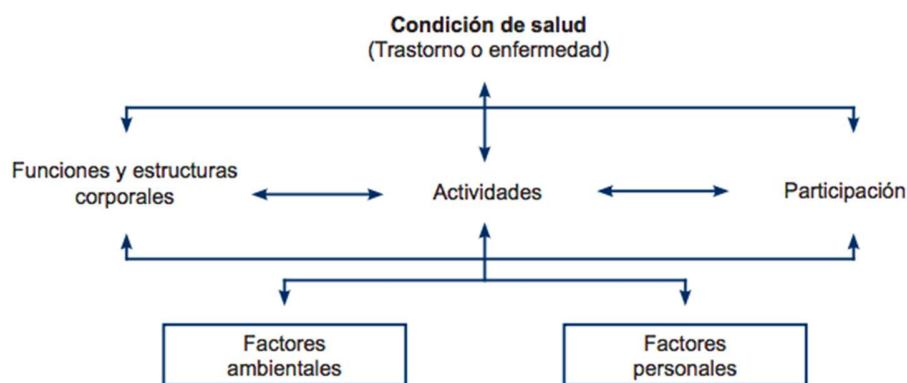 Condición de salud
(Trastorno o enfermedad)
Funciones y estructuras
corporales
Actividades
Participación
Factores
ambientales
Factores
personales